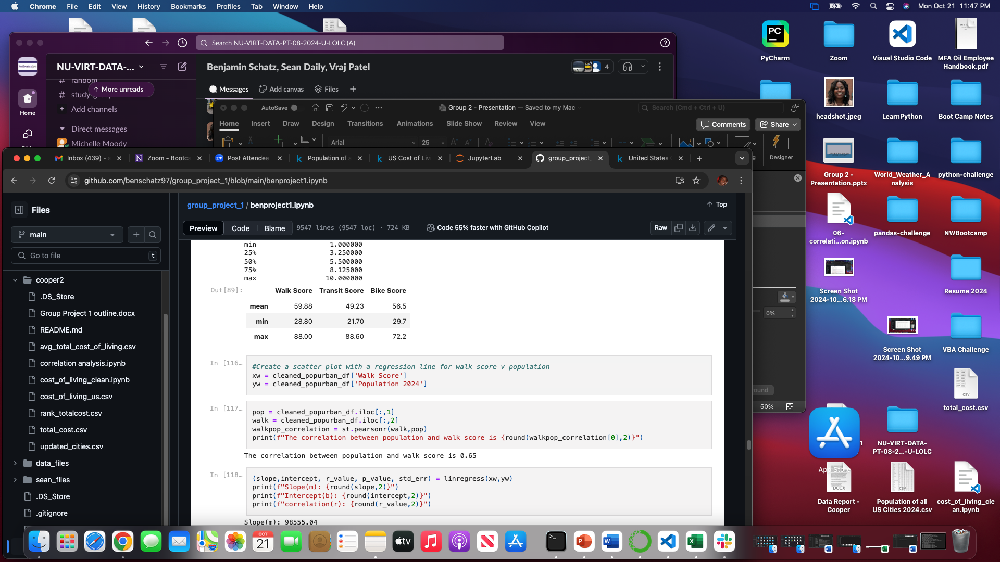 Chrome File Edit View History Bookmarks Profiles Tab Window Help
Mon Oct 21 11:47 PM
Search NU-VIRT-DATA-PT-08-2024-U-LOLC (A)
NU-VIRT-DATA-...
Benjamin Schatz, Sean Daily, Vraj Patel
4
# random
↑ More unreads
# study-groups
+ Add channels
Home
Direct messages
Michelle Moody
Messages
Add canvas
Files
AutoSave
Group 2 - Presentation — Saved to my Mac
Search (Cmd + Ctrl + U)
Home Insert Draw Design Transitions Animations Slide Show Review View
Comments
Share
Arial
25
Designer
Inbox (439) -
Zoom - Bootca
Post Attendee
Population of a
US Cost of Livi
JupyterLab
group_project_
United States
github.com/benschatz97/group_project_1/blob/main/benproject1.ipynb
Files
main
Go to file
t
cooper2
.DS_Store
Group Project 1 outline.docx
README.md
avg_total_cost_of_living.csv
correlation analysis.ipynb
cost_of_living_clean.ipynb
cost_of_living_us.csv
rank_totalcost.csv
total_cost.csv
updated_cities.csv
data_files
sean_files
.DS_Store
.gitignore
group_project_1 / benproject1.ipynb
Top
Preview Code Blame
9547 lines (9547 loc) · 724 KB
Code 55% faster with GitHub Copilot
Raw
min 1.000000
25% 3.250000
50% 5.500000
75% 8.125000
max 10.000000
Out[89]:
Walk Score Transit Score Bike Score
mean 59.88 49.23 56.5
min 28.80 21.70 29.7
max 88.00 88.60 72.2
In [116…
#Create a scatter plot with a regression line for walk score v population
xw = cleaned_popurban_df['Walk Score']
yw = cleaned_popurban_df['Population 2024']
In [117…
pop = cleaned_popurban_df.iloc[:,1]
walk = cleaned_popurban_df.iloc[:,2]
walkpop_correlation = st.pearsonr(walk,pop)
print(f"The correlation between population and walk score is {round(walkpop_correlation[0],2)}")
The correlation between population and walk score is 0.65
In [118…
(slope,intercept, r_value, p_value, std_err) = linregress(xw,yw)
print(f"Slope(m): {round(slope,2)}")
print(f"Intercept(b): {round(intercept,2)}")
print(f"correlation(r): {round(r_value,2)}")
Slope(m): 98555.04
0%
50%
PC
PyCharm
Zoom
Visual Studio Code
MFA Oil Employee
Handbook.pdf
headshot.jpeg
LearnPython
Boot Camp Notes
Group 2 -
Presentation.pptx
World_Weather_A
nalysis
python-challenge
06-
correlati...on.ipynb
pandas-challenge
NWBootcamp
Screen Shot
2024-10...6.18 PM
Resume 2024
Screen Shot
2024-10...9.49 PM
VBA Challenge
CSV
total_cost.csv
NU-VIRT-DATA-
PT-08-2...-U-LOLC
App Store
DOCX
Data Report -
Cooper
CSV
Population of all
US Cities 2024.csv
cost_of_living_cle
an.ipynb
OCT
21
tv